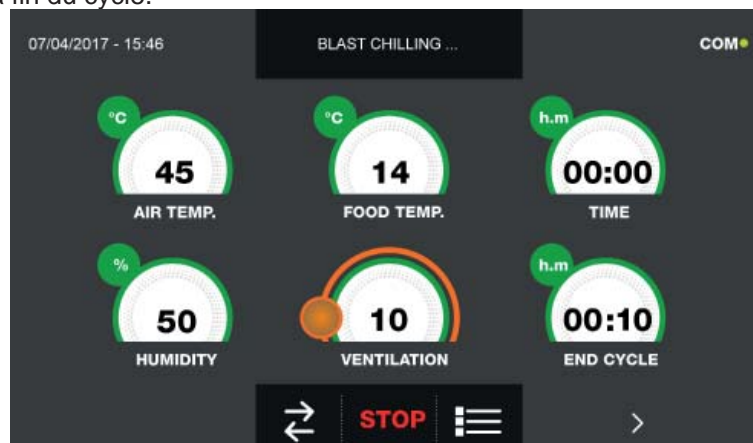 fin du cycle.
07/04/2017 - 15:46 BLAST CHILLING ... COM
°C °C h.m
45 14 00:00
AIR TEMP. FOOD TEMP. TIME
% h.m
50 10 00:10
HUMIDITY VENTILATION END CYCLE
STOP